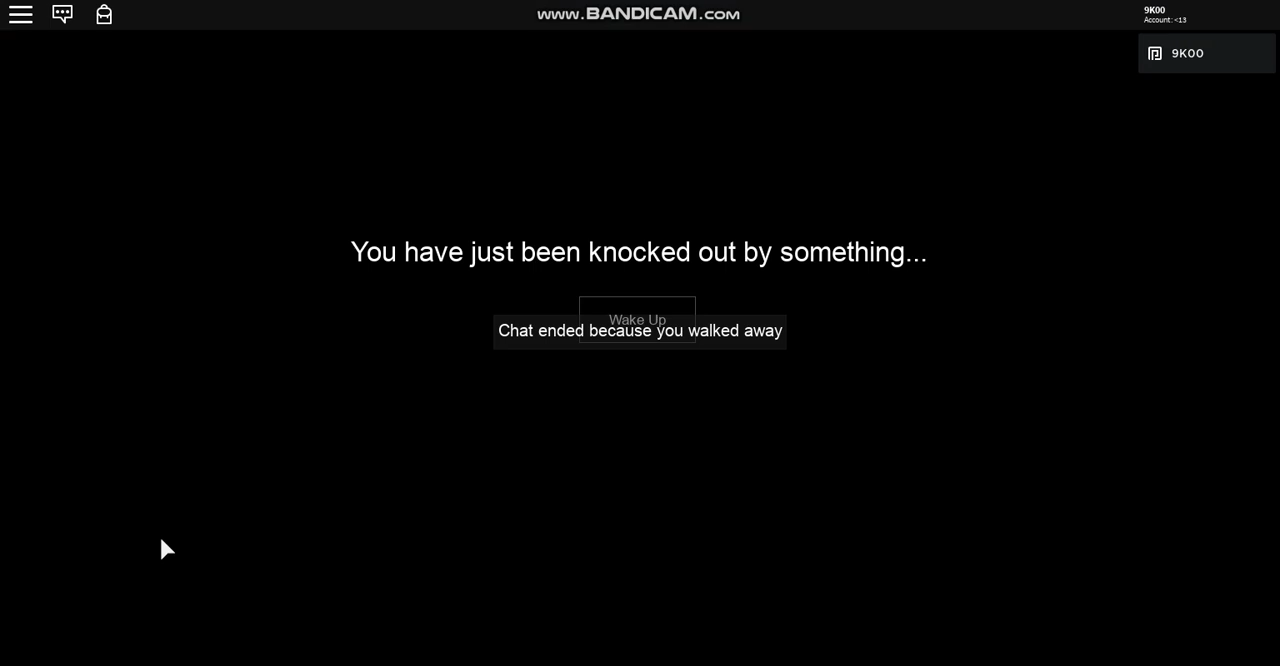 www.BANDICAM.com
9K00
Account: <13
9K00
You have just been knocked out by something...
Wake Up
Chat ended because you walked away